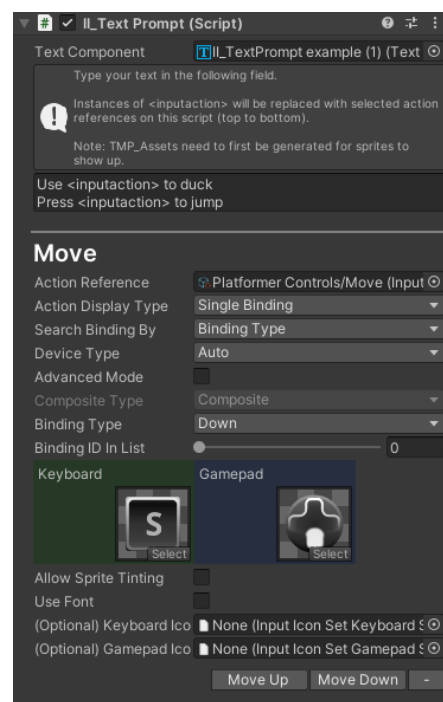 II_Text Prompt (Script)
Text Component II_TextPrompt example (1) (Text
Type your text in the following field.
Instances of <inputaction> will be replaced with selected action
references on this script (top to bottom).
Note: TMP_Assets need to first be generated for sprites to
show up.
Use <inputaction> to duck
Press <inputaction> to jump
Move
Action Reference Platformer Controls/Move (Input
Action Display Type Single Binding
Search Binding By Binding Type
Device Type Auto
Advanced Mode
Composite Type Composite
Binding Type Down
Binding ID In List 0
Keyboard Gamepad
S
Select Select
Allow Sprite Tinting
Use Font
(Optional) Keyboard Ico None (Input Icon Set Keyboard S
(Optional) Gamepad Ico None (Input Icon Set Gamepad S
Move Up Move Down -